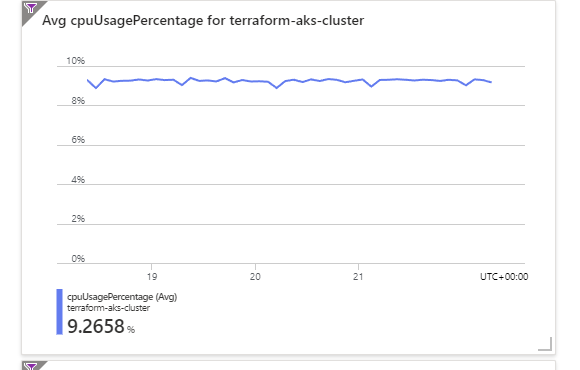 Avg cpuUsagePercentage for terraform-aks-cluster
10%
8%
6%
4%
2%
0%
19 20 21 UTC+00:00
cpuUsagePercentage (Avg)
terraform-aks-cluster
9.2658 %